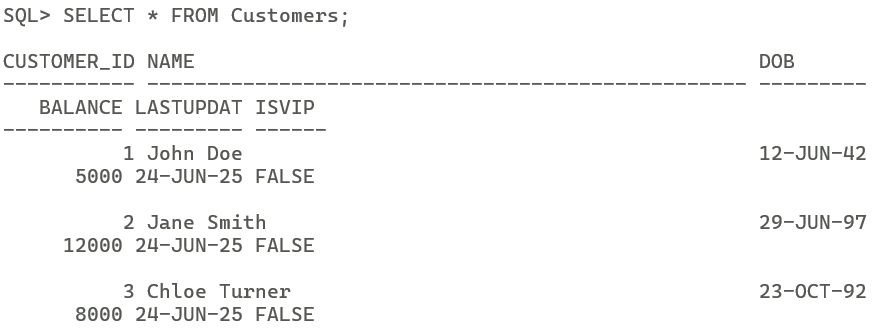 SQL> SELECT * FROM Customers;
CUSTOMER_ID NAME                                               DOB
----------- -------------------------------------------------- ---------
   BALANCE LASTUPDAT ISVIP
---------- --------- ------
          1 John Doe                                           12-JUN-42
      5000 24-JUN-25 FALSE
          2 Jane Smith                                         29-JUN-97
     12000 24-JUN-25 FALSE
          3 Chloe Turner                                       23-OCT-92
      8000 24-JUN-25 FALSE